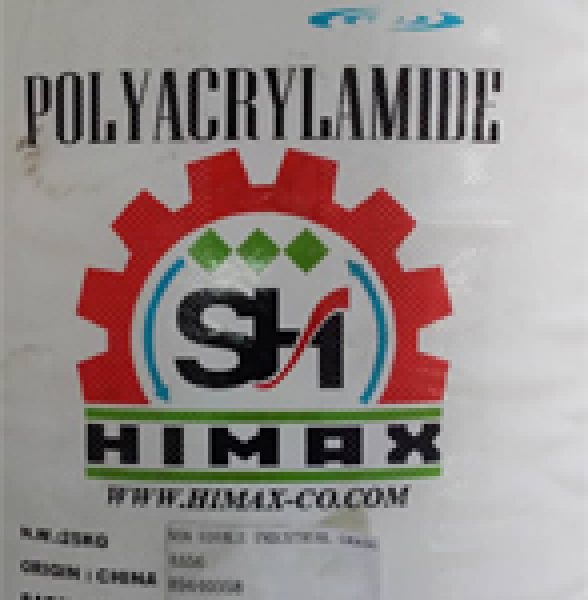 POLYACRYLAMIDE
SH
HIMAX
WWW.HIMAX-CO.COM
N.W.:25KG
ORIGIN : CHINA